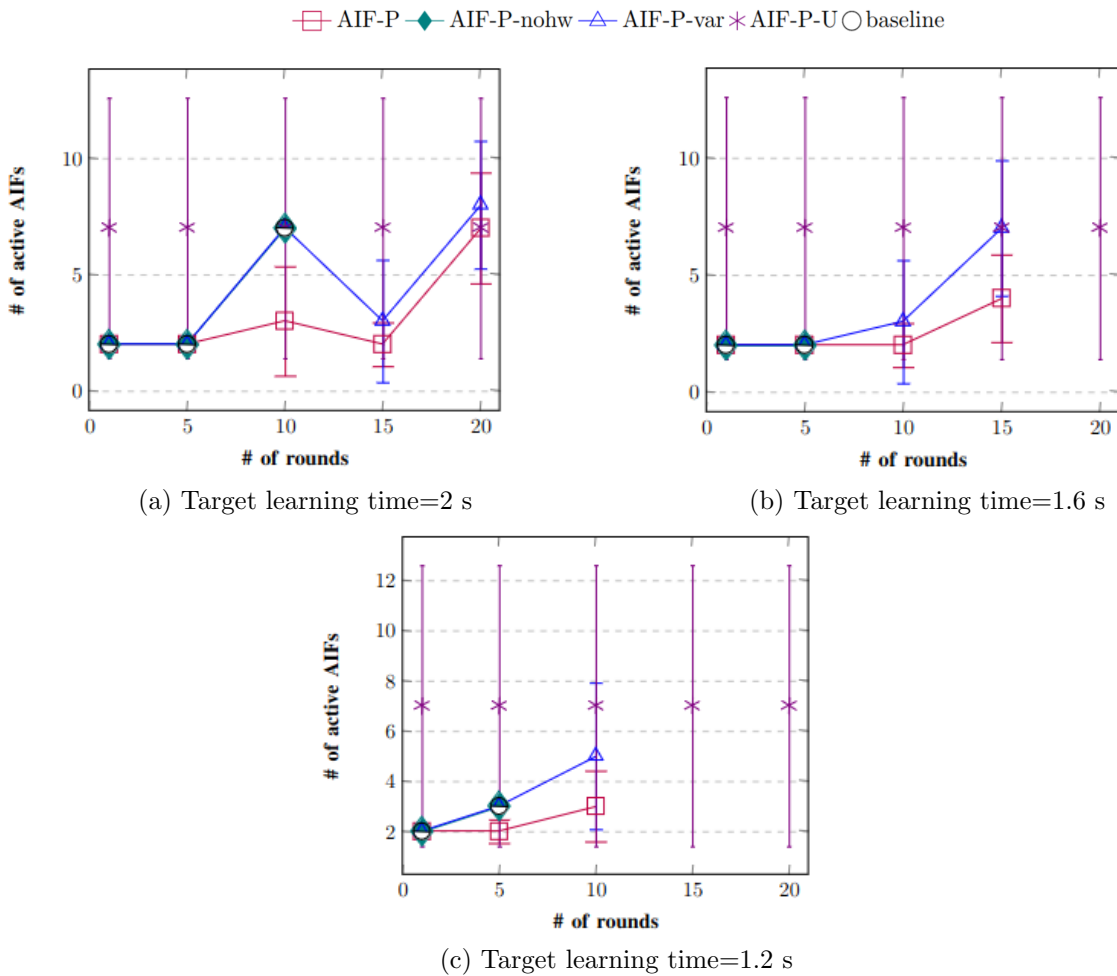 AIF-P AIF-P-nohw AIF-P-var AIF-P-U baseline
# of active AIFs
10
5
0
0 5 10 15 20
# of rounds
(a) Target learning time=2 s
# of active AIFs
10
5
0
0 5 10 15 20
# of rounds
(b) Target learning time=1.6 s
# of active AIFs
12
10
8
6
4
2
0 5 10 15 20
# of rounds
(c) Target learning time=1.2 s